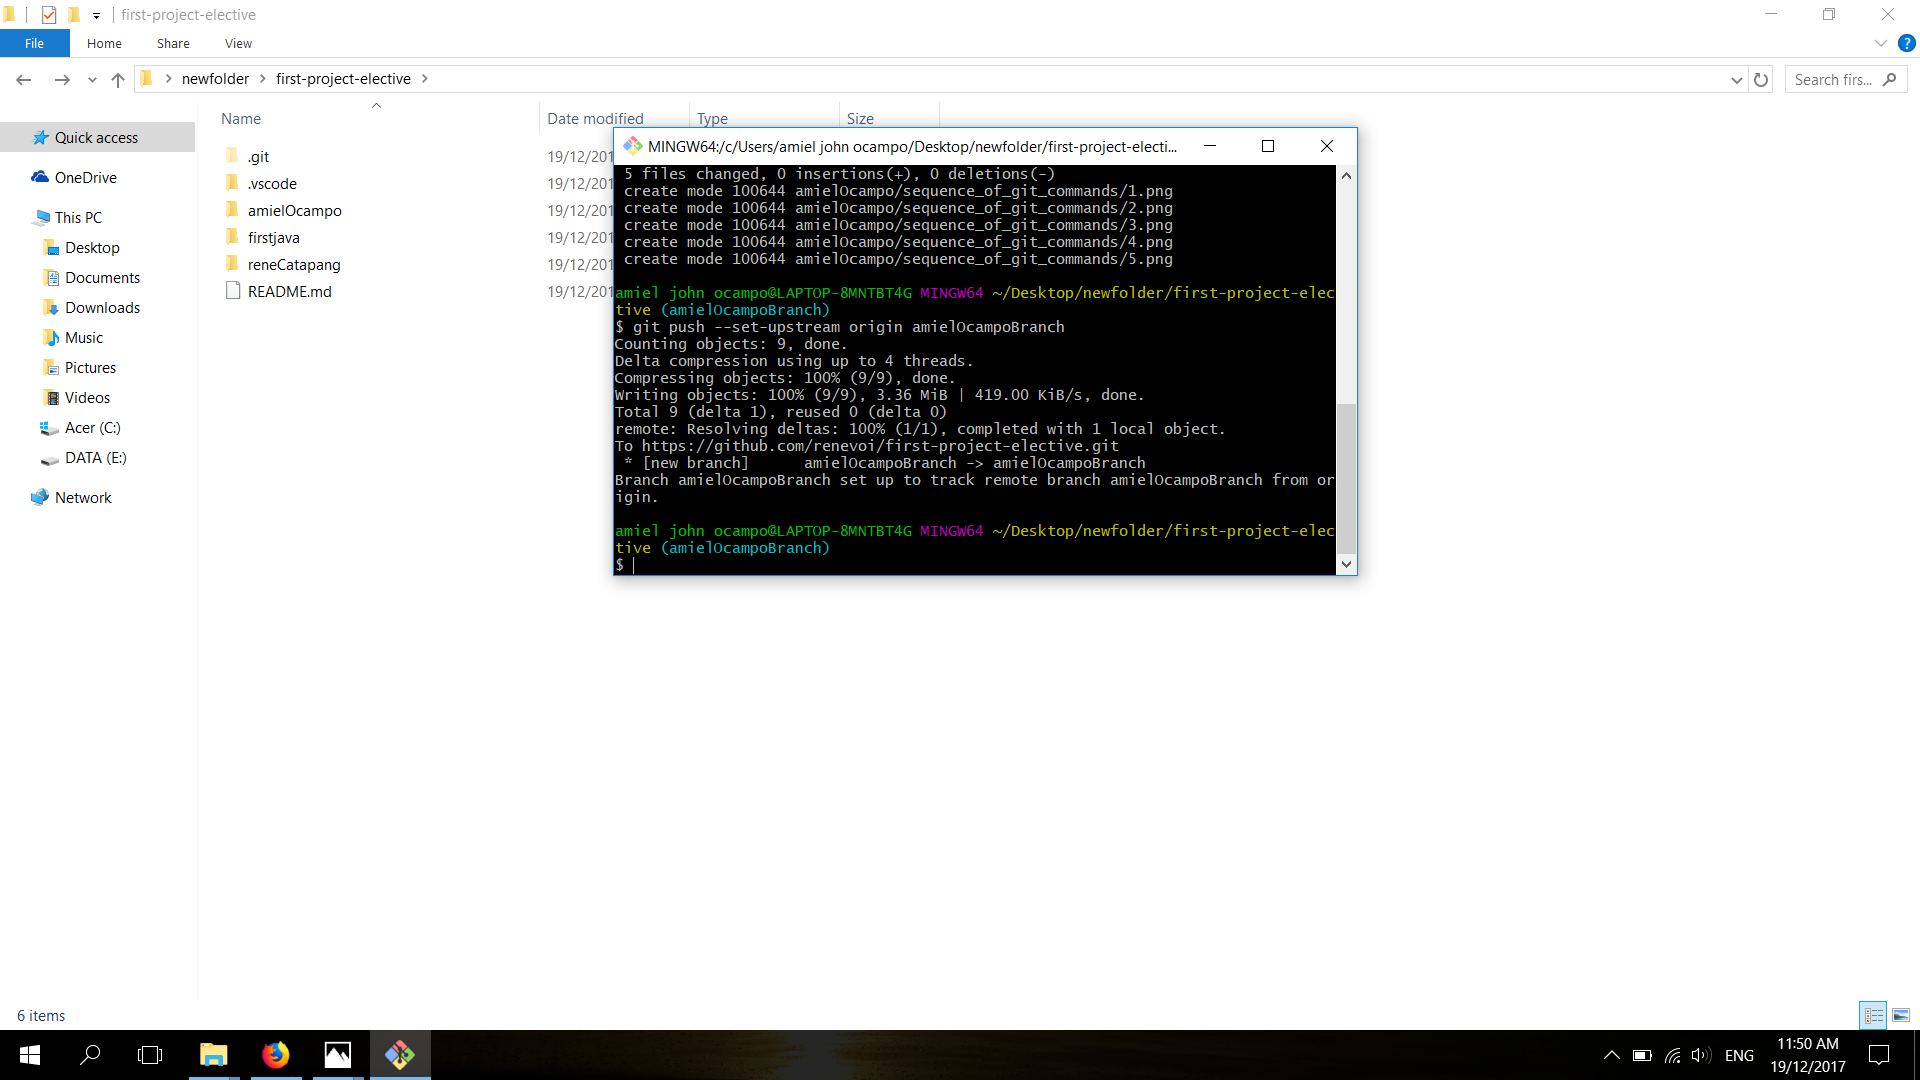 first-project-elective
File Home Share View
newfolder first-project-elective
Search firs...
Name Date modified Type Size
Quick access
OneDrive
This PC
Desktop
Documents
Downloads
Music
Pictures
Videos
Acer (C:)
DATA (E:)
Network
.git 19/12/201
.vscode 19/12/201
amielOcampo 19/12/201
firstjava 19/12/201
reneCatapang 19/12/201
README.md 19/12/201
MINGW64:/c/Users/amiel john ocampo/Desktop/newfolder/first-project-electi...
5 files changed, 0 insertions(+), 0 deletions(-)
create mode 100644 amielOcampo/sequence_of_git_commands/1.png
create mode 100644 amielOcampo/sequence_of_git_commands/2.png
create mode 100644 amielOcampo/sequence_of_git_commands/3.png
create mode 100644 amielOcampo/sequence_of_git_commands/4.png
create mode 100644 amielOcampo/sequence_of_git_commands/5.png
amiel john ocampo@LAPTOP-8MNTBT4G MINGW64 ~/Desktop/newfolder/first-project-elec
tive (amielOcampoBranch)
$ git push --set-upstream origin amielOcampoBranch
Counting objects: 9, done.
Delta compression using up to 4 threads.
Compressing objects: 100% (9/9), done.
Writing objects: 100% (9/9), 3.36 MiB | 419.00 KiB/s, done.
Total 9 (delta 1), reused 0 (delta 0)
remote: Resolving deltas: 100% (1/1), completed with 1 local object.
To https://github.com/renevoi/first-project-elective.git
* [new branch] amielOcampoBranch -> amielOcampoBranch
Branch amielOcampoBranch set up to track remote branch amielOcampoBranch from or
igin.
amiel john ocampo@LAPTOP-8MNTBT4G MINGW64 ~/Desktop/newfolder/first-project-elec
tive (amielOcampoBranch)
$
6 items
ENG
11:50 AM
19/12/2017